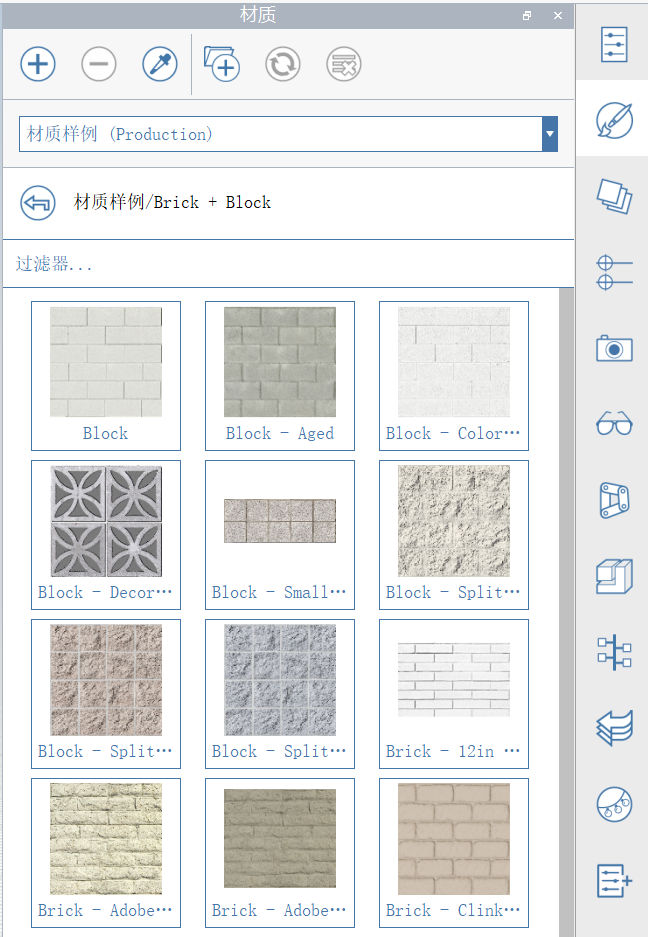 材质
材质样例 (Production)
材质样例/Brick + Block
过滤器...
Block
Block - Aged
Block - Color…
Block - Decor…
Block - Small…
Block - Split…
Block - Split…
Block - Split…
Brick - 12in …
Brick - Adobe…
Brick - Adobe…
Brick - Clink…